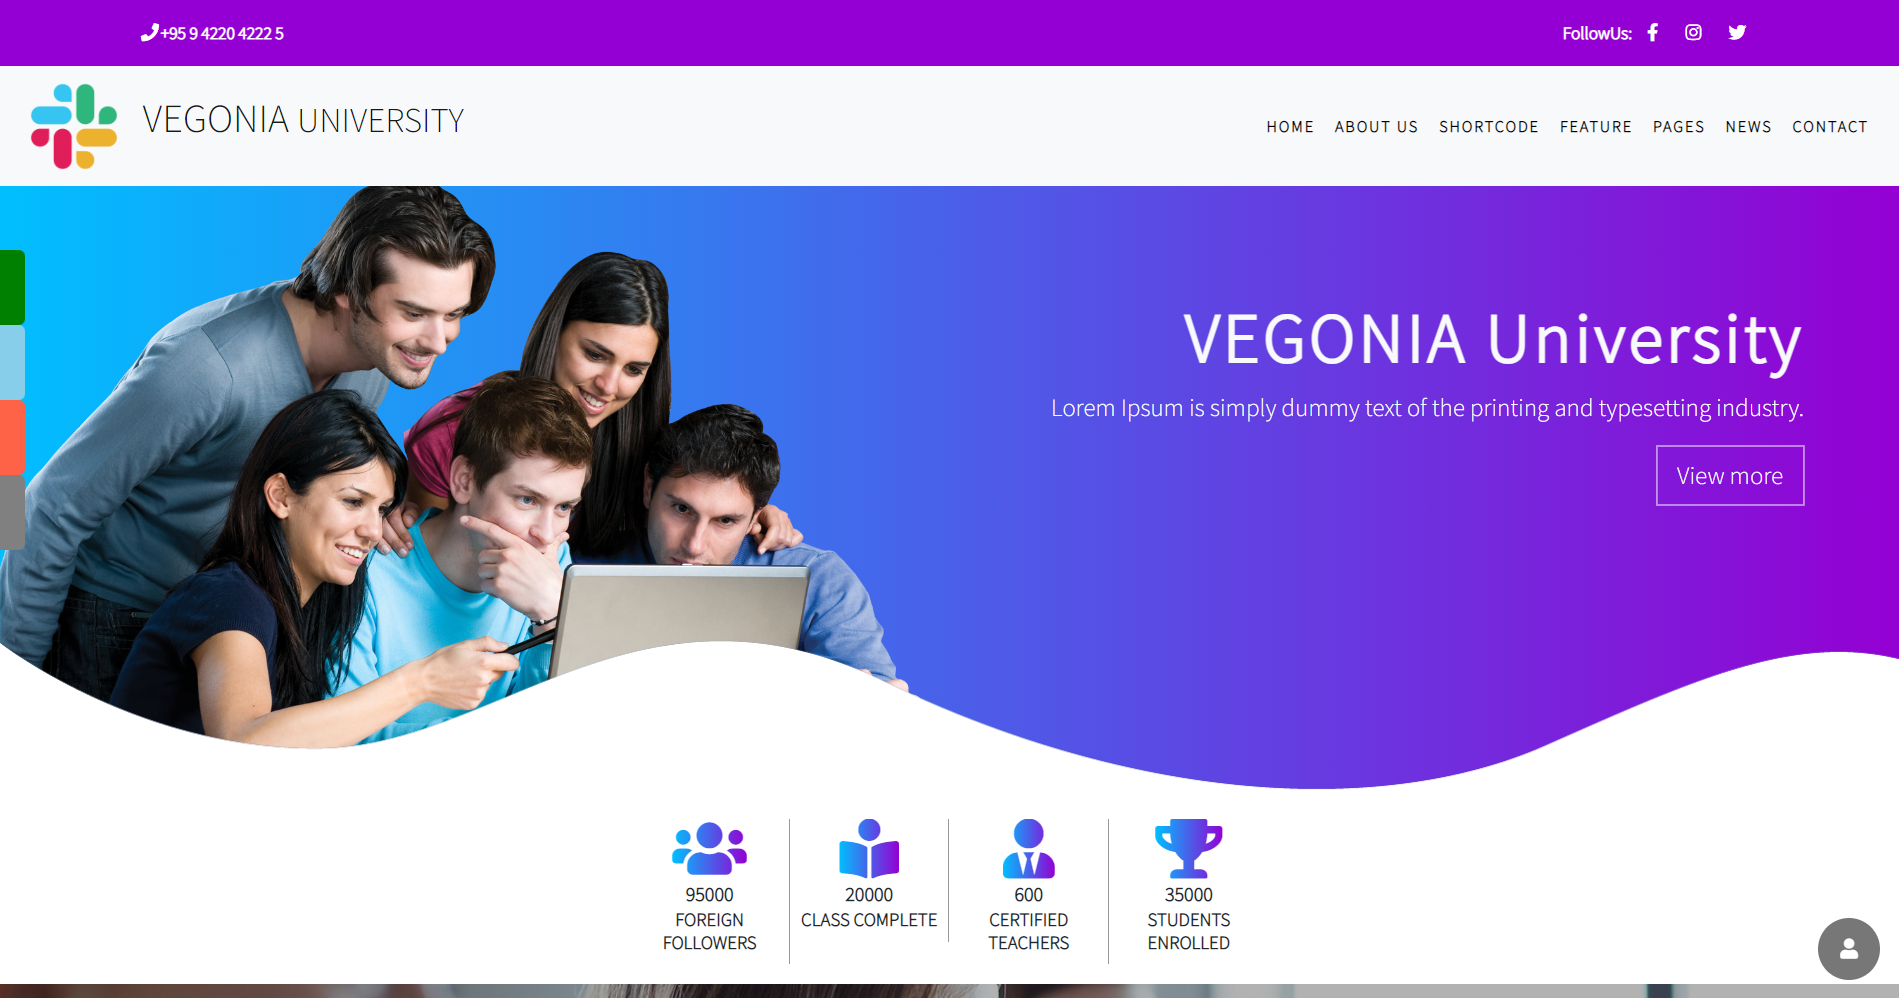 +95 9 4220 4222 5
FollowUs:
VEGONIA UNIVERSITY
HOME ABOUT US SHORTCODE FEATURE PAGES NEWS CONTACT
VEGONIA University
Lorem Ipsum is simply dummy text of the printing and typesetting industry.
View more
95000
FOREIGN
FOLLOWERS
20000
CLASS COMPLETE
600
CERTIFIED
TEACHERS
35000
STUDENTS
ENROLLED